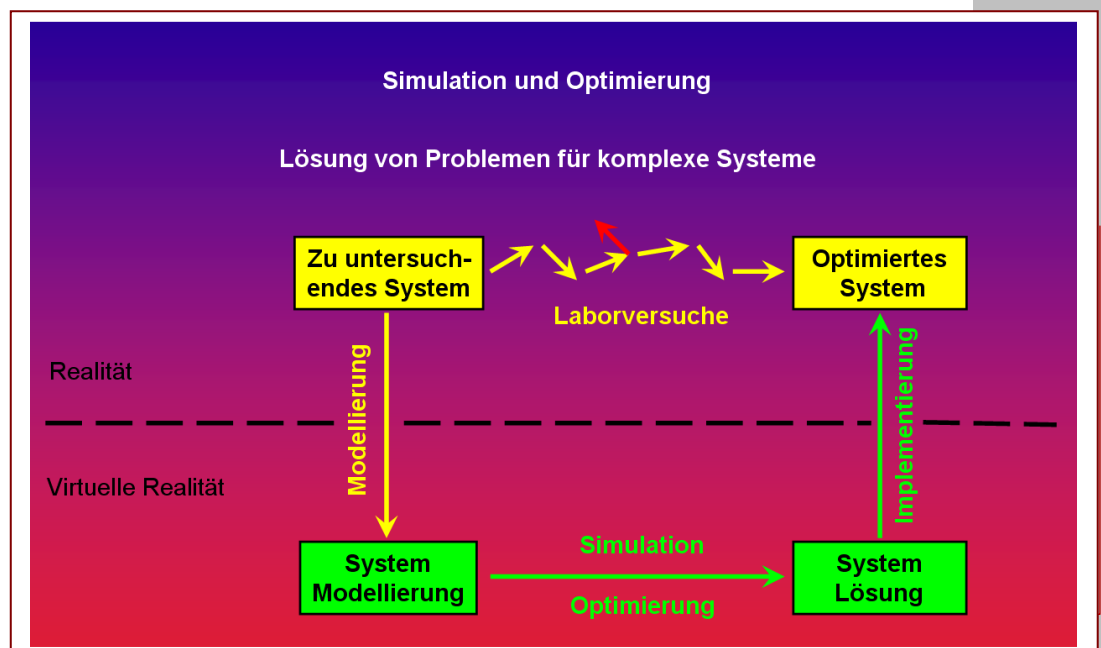 Simulation und Optimierung
Lösung von Problemen für komplexe Systeme
Zu untersuch-
endes System
Optimiertes
System
Laborversuche
Realität
Modellierung
Implementierung
Virtuelle Realität
System
Modellierung
Simulation
Optimierung
System
Lösung